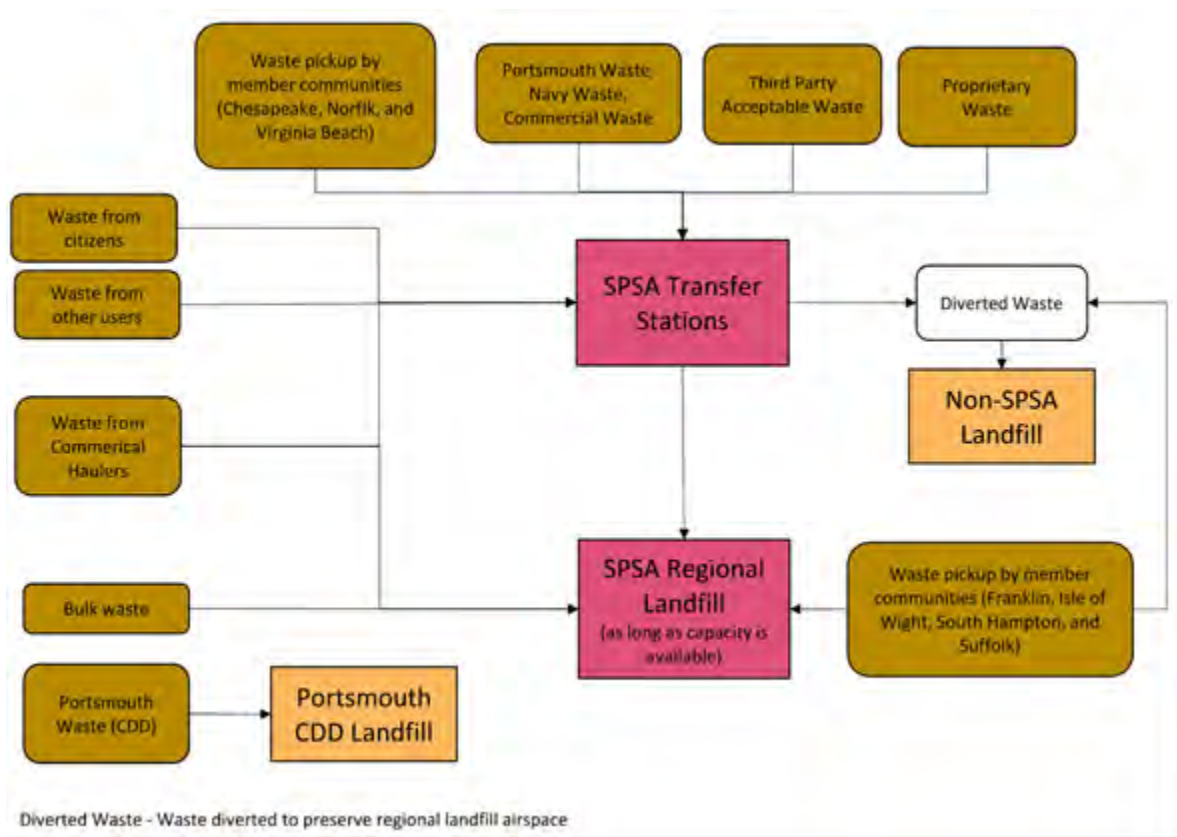 Waste pickup by
member communities
(Chesapeake, Norflk, and
Virginia Beach)
Portsmouth Waste,
Navy Waste,
Commercial Waste
Third Party
Acceptable Waste
Proprietary
Waste
Waste from
citizens
Waste from
other users
SPSA Transfer
Stations
Diverted Waste
Non-SPSA
Landfill
Waste from
Commerical
Haulers
Bulk waste
SPSA Regional
Landfill
(as long as capacity is
available)
Waste pickup by member
communities (Franklin, Isle of
Wight, South Hampton, and
Suffolk)
Portsmouth
Waste (CDD)
Portsmouth
CDD Landfill
Diverted Waste - Waste diverted to preserve regional landfill airspace